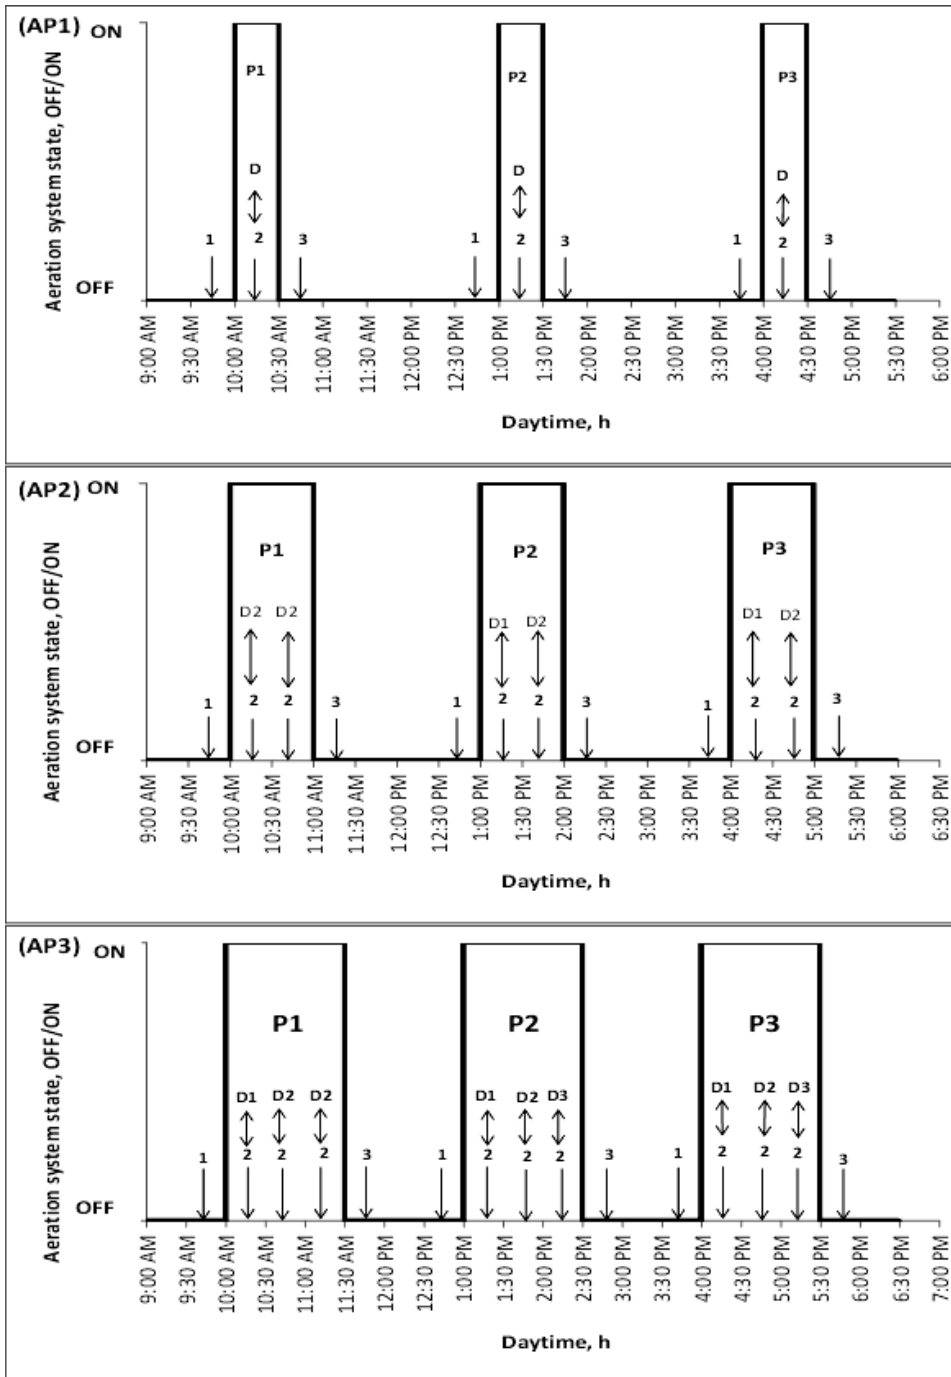 (AP1) ON
Aeration system state, OFF/ON
P1 P2 P3
D D D
1 2 3 1 2 3 1 2 3
OFF
9:00 AM 9:30 AM 10:00 AM 10:30 AM 11:00 AM 11:30 AM 12:00 PM 12:30 PM 1:00 PM 1:30 PM 2:00 PM 2:30 PM 3:00 PM 3:30 PM 4:00 PM 4:30 PM 5:00 PM 5:30 PM 6:00 PM
Daytime, h
(AP2) ON
Aeration system state, OFF/ON
P1 P2 P3
D2 D2 D1 D2 D1 D2
1 2 2 3 1 2 2 3 1 2 2 3
OFF
9:00 AM 9:30 AM 10:00 AM 10:30 AM 11:00 AM 11:30 AM 12:00 PM 12:30 PM 1:00 PM 1:30 PM 2:00 PM 2:30 PM 3:00 PM 3:30 PM 4:00 PM 4:30 PM 5:00 PM 5:30 PM 6:00 PM 6:30 PM
Daytime, h
(AP3) ON
Aeration system state, OFF/ON
P1 P2 P3
D1 D2 D2 D1 D2 D3 D1 D2 D3
1 2 2 2 3 1 2 2 2 3 1 2 2 2 3
OFF
9:00 AM 9:30 AM 10:00 AM 10:30 AM 11:00 AM 11:30 AM 12:00 PM 12:30 PM 1:00 PM 1:30 PM 2:00 PM 2:30 PM 3:00 PM 3:30 PM 4:00 PM 4:30 PM 5:00 PM 5:30 PM 6:00 PM 6:30 PM 7:00 PM
Daytime, h